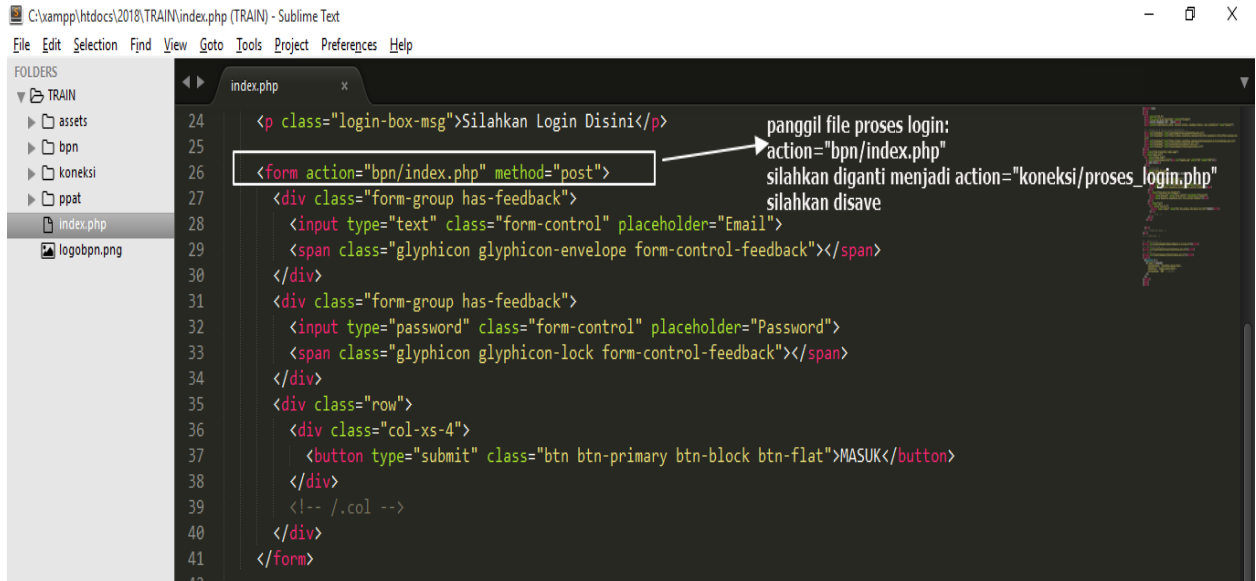 C:\xampp\htdocs\2018\TRAIN\index.php (TRAIN) - Sublime Text
File Edit Selection Find View Goto Tools Project Preferences Help
FOLDERS
TRAIN
assets
bpn
koneksi
ppat
index.php
logobpn.png
index.php x
24 <p class="login-box-msg">Silahkan Login Disini</p>
25
26 <form action="bpn/index.php" method="post">
27 <div class="form-group has-feedback">
28 <input type="text" class="form-control" placeholder="Email">
29 <span class="glyphicon glyphicon-envelope form-control-feedback"></span>
30 </div>
31 <div class="form-group has-feedback">
32 <input type="password" class="form-control" placeholder="Password">
33 <span class="glyphicon glyphicon-lock form-control-feedback"></span>
34 </div>
35 <div class="row">
36 <div class="col-xs-4">
37 <button type="submit" class="btn btn-primary btn-block btn-flat">MASUK</button>
38 </div>
39 <!-- /.col -->
40 </div>
41 </form>
panggil file proses login:
action="bpn/index.php"
silahkan diganti menjadi action="koneksi/proses_login.php"
silahkan disave